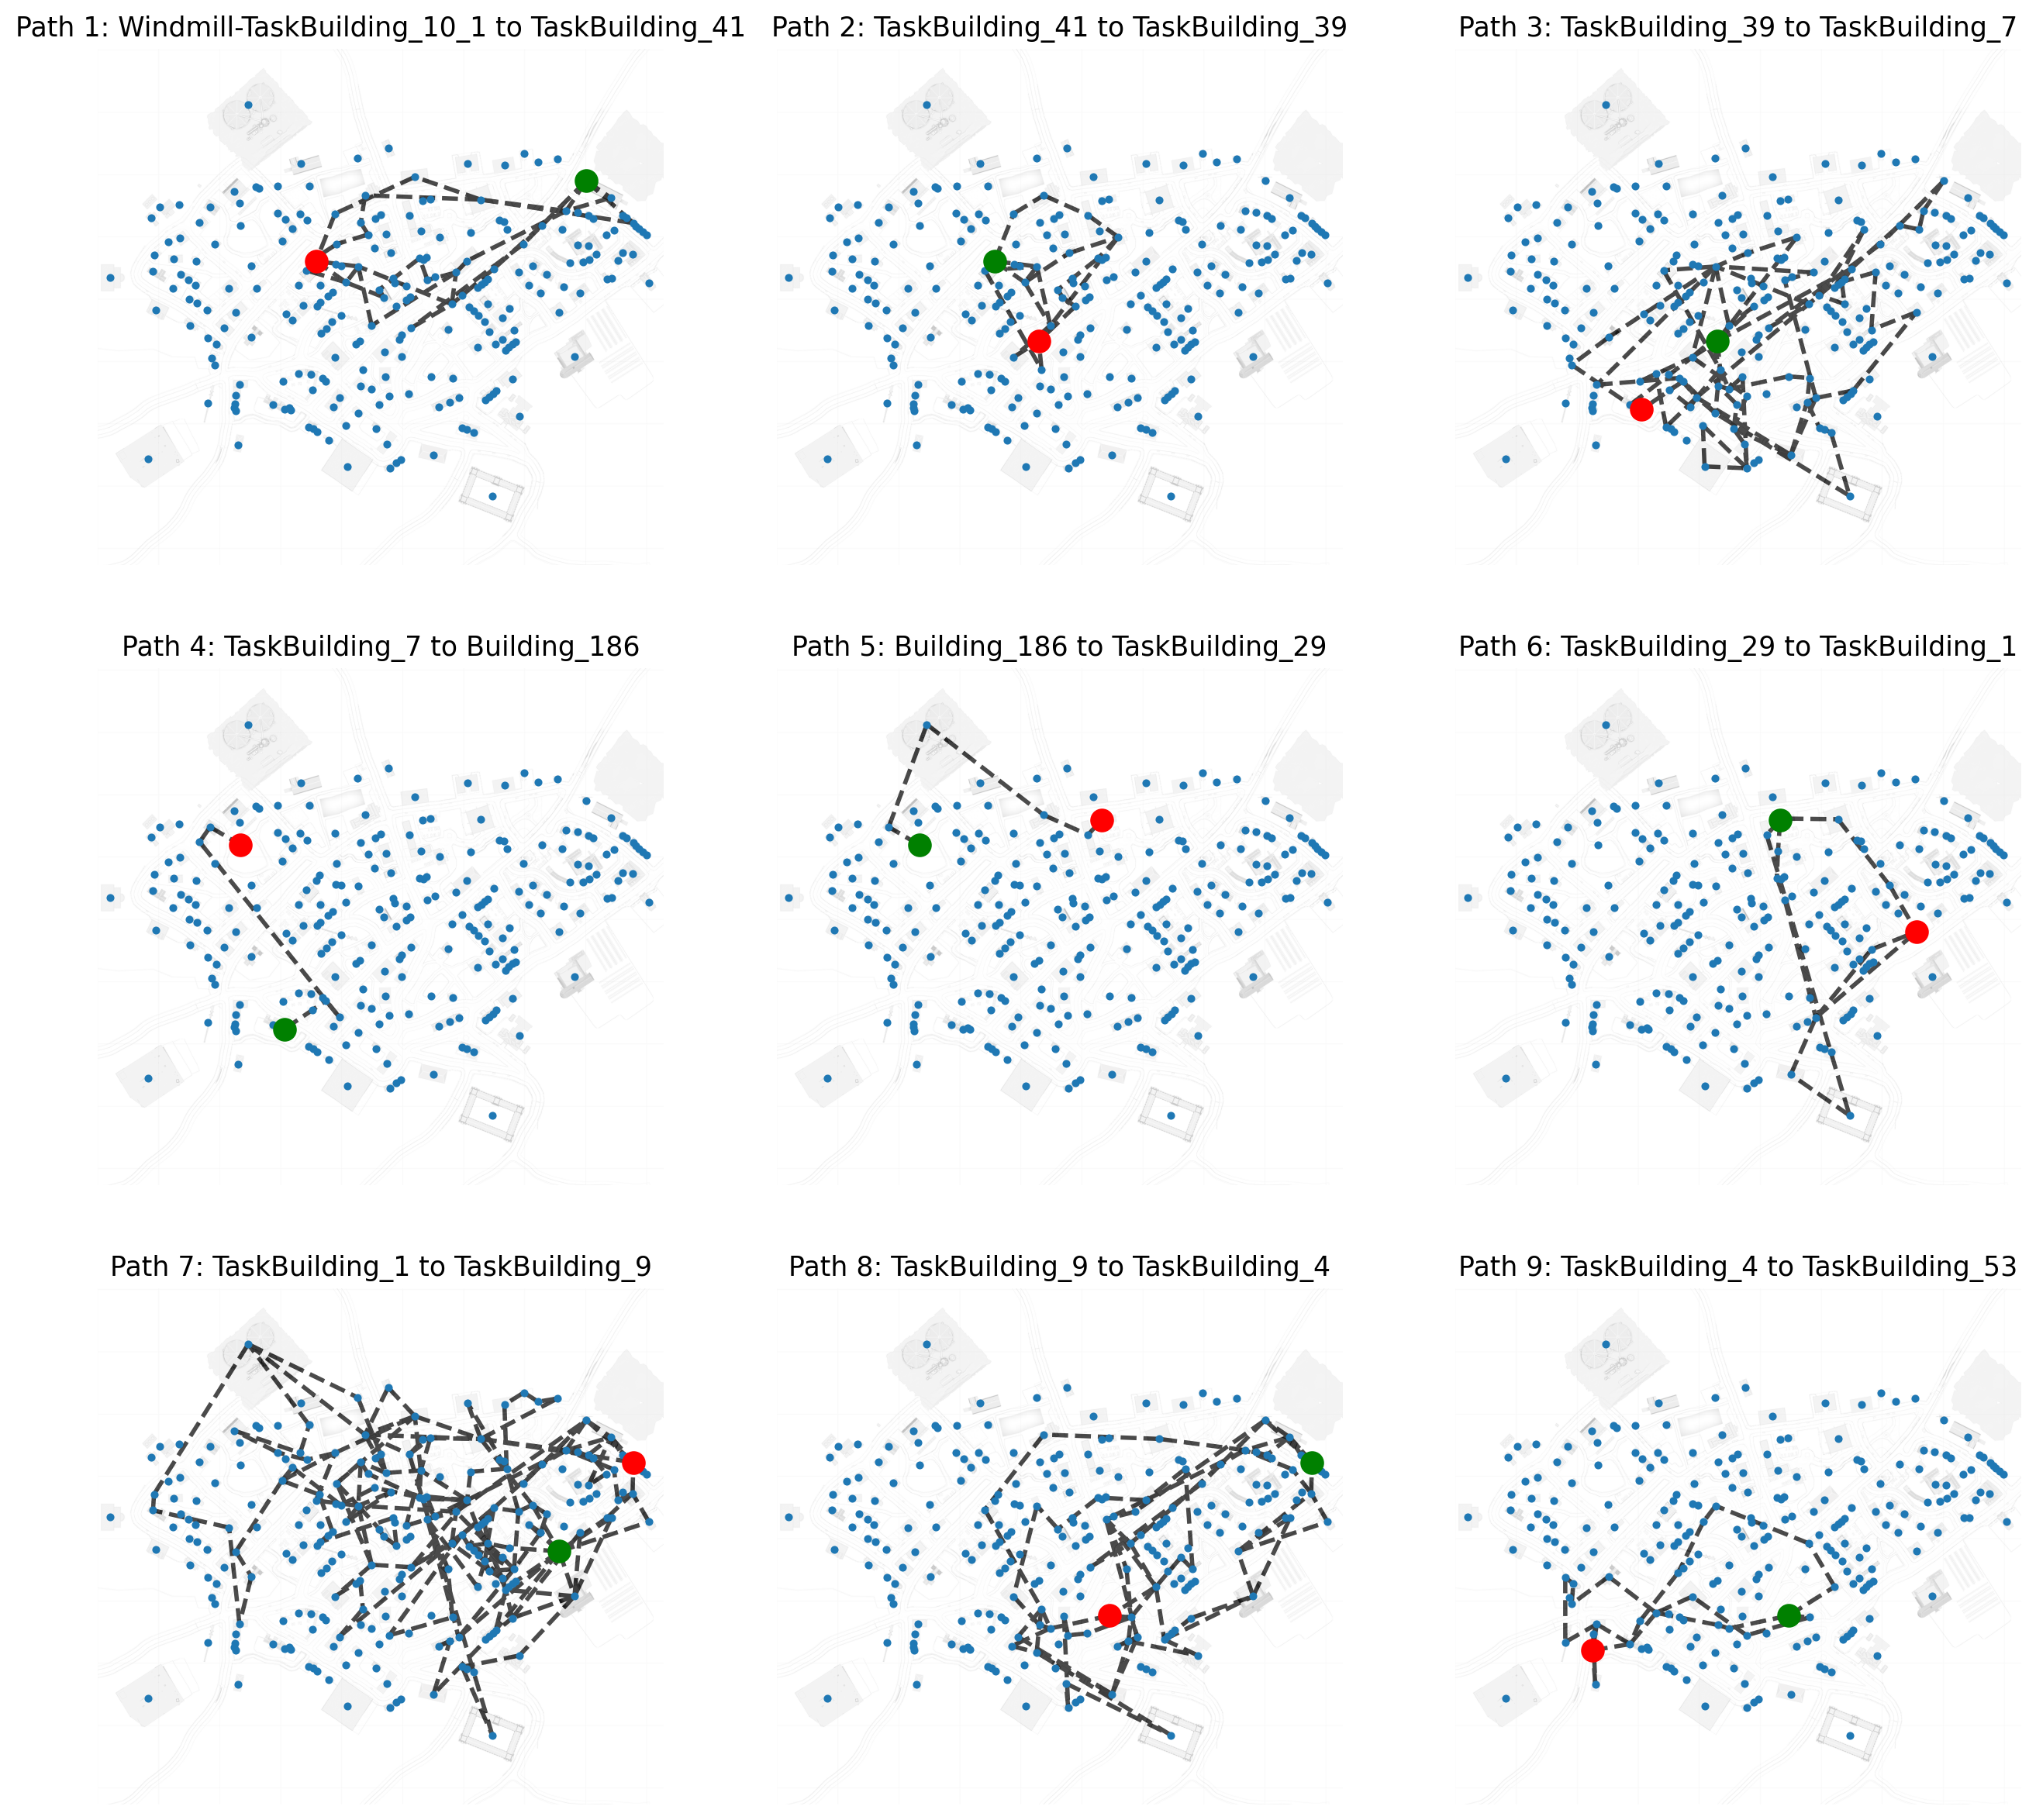 Path 1: Windmill-TaskBuilding_10_1 to TaskBuilding_41
Path 2: TaskBuilding_41 to TaskBuilding_39
Path 3: TaskBuilding_39 to TaskBuilding_7
Path 4: TaskBuilding_7 to Building_186
Path 5: Building_186 to TaskBuilding_29
Path 6: TaskBuilding_29 to TaskBuilding_1
Path 7: TaskBuilding_1 to TaskBuilding_9
Path 8: TaskBuilding_9 to TaskBuilding_4
Path 9: TaskBuilding_4 to TaskBuilding_53